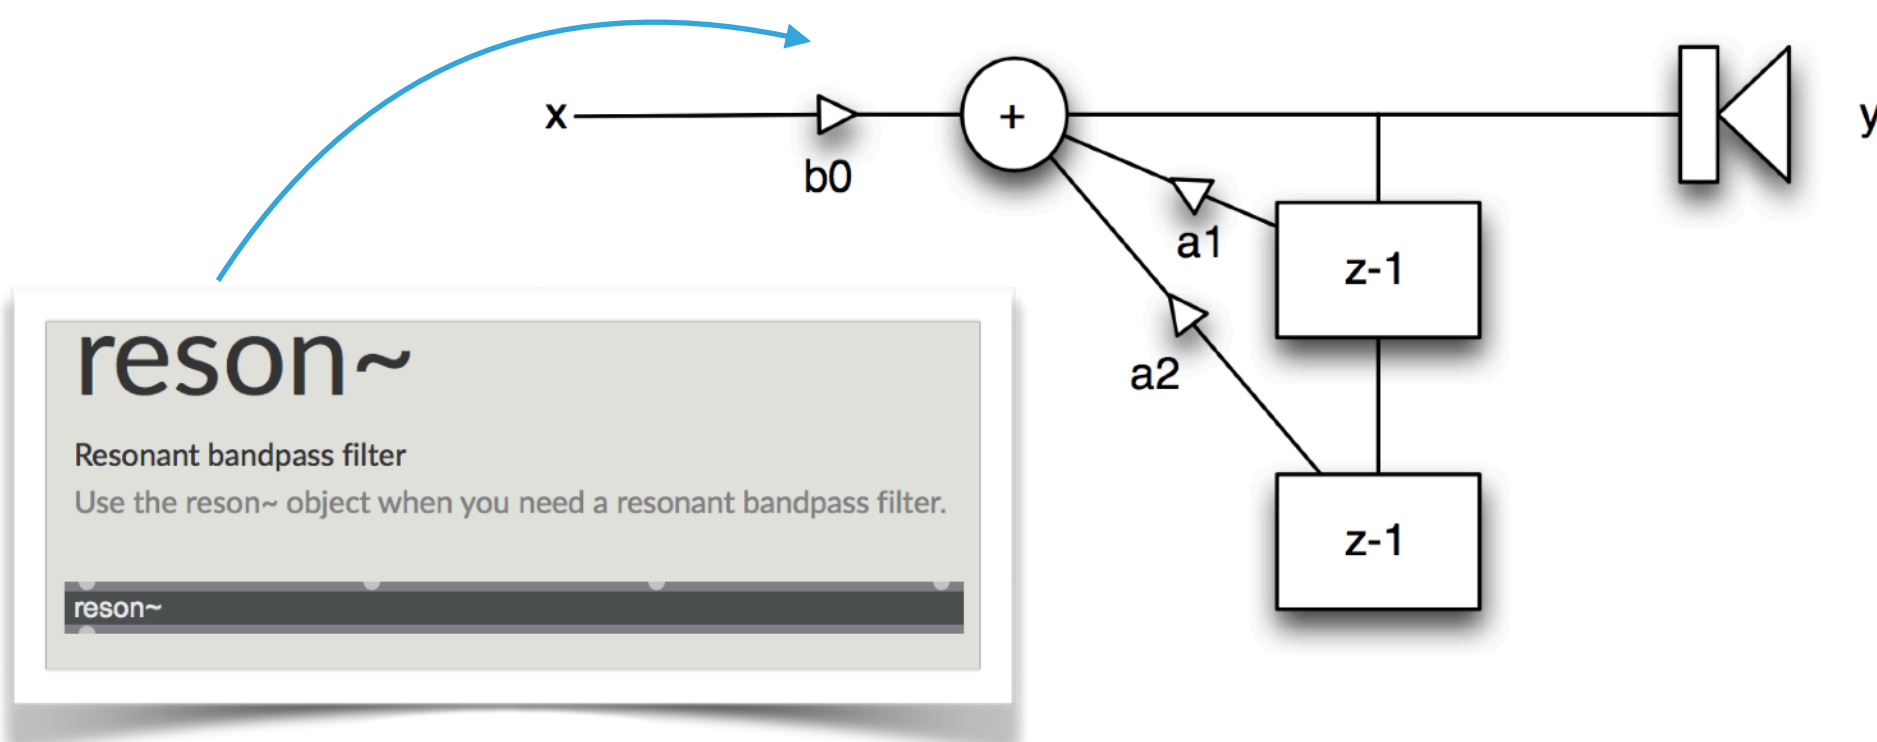 x
+
y
b0
a1
z-1
a2
z-1
reson~
Resonant bandpass filter
Use the reson~ object when you need a resonant bandpass filter.
reson~